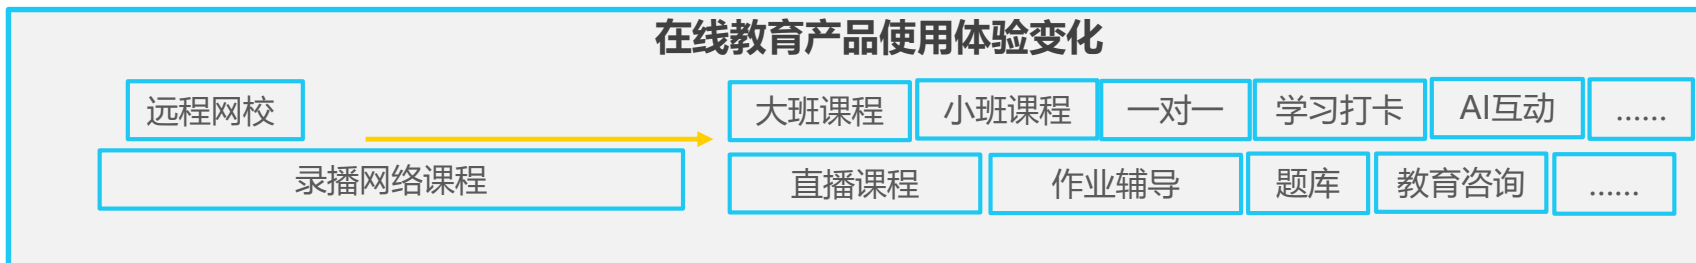 在线教育产品使用体验变化
远程网校 大班课程 小班课程 一对一 学习打卡 AI互动 ......
录播网络课程 直播课程 作业辅导 题库 教育咨询 ......